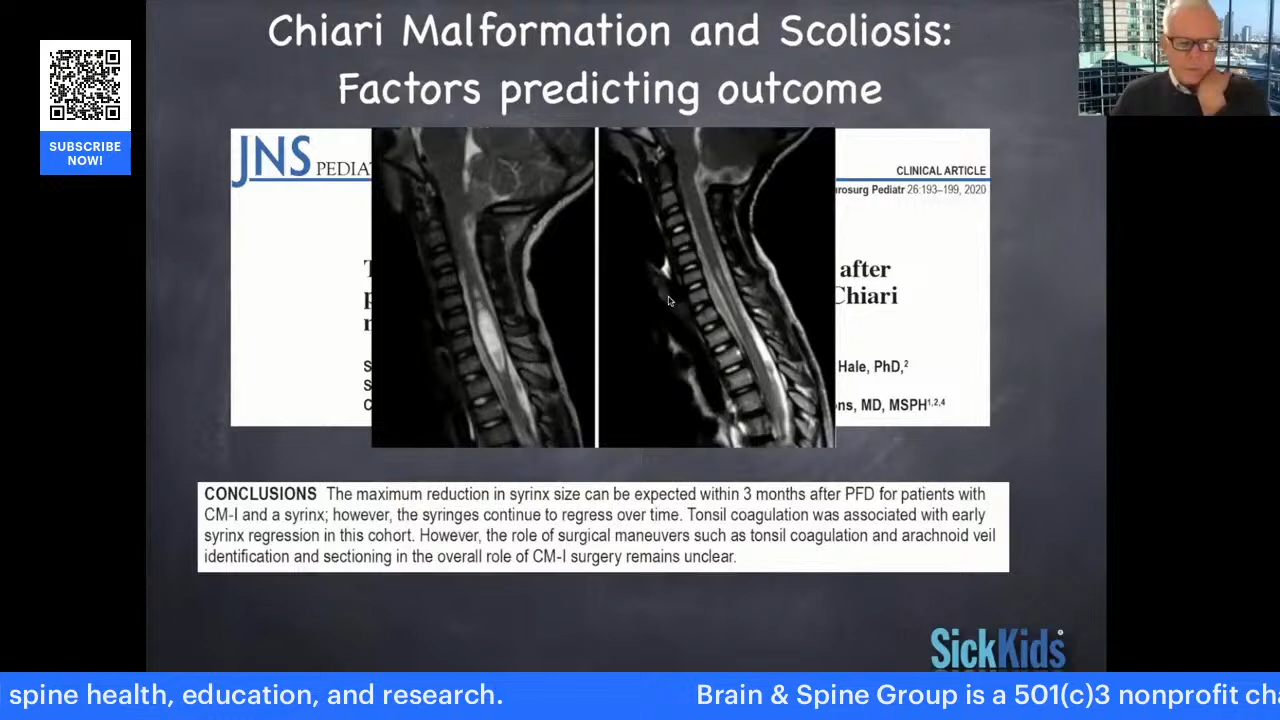 Chiari Malformation and Scoliosis:
Factors predicting outcome
SUBSCRIBE
NOW!
JNS PEDIA
CLINICAL ARTICLE
rosurg Pediatr 26:193–199, 2020
after
Chiari
Hale, PhD,2
ns, MD, MSPH1,2,4
CONCLUSIONS The maximum reduction in syrinx size can be expected within 3 months after PFD for patients with
CM-I and a syrinx; however, the syringes continue to regress over time. Tonsil coagulation was associated with early
syrinx regression in this cohort. However, the role of surgical maneuvers such as tonsil coagulation and arachnoid veil
identification and sectioning in the overall role of CM-I surgery remains unclear.
SickKids®
spine health, education, and research. Brain & Spine Group is a 501(c)3 nonprofit cha